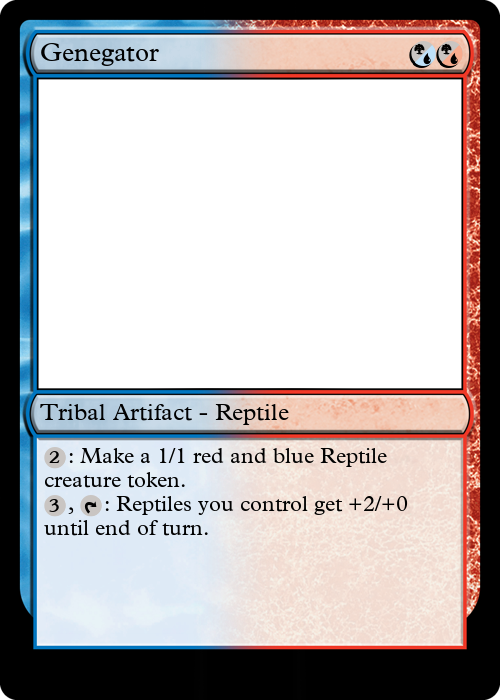 Genegator
Tribal Artifact - Reptile
2: Make a 1/1 red and blue Reptile
creature token.
3, : Reptiles you control get +2/+0
until end of turn.